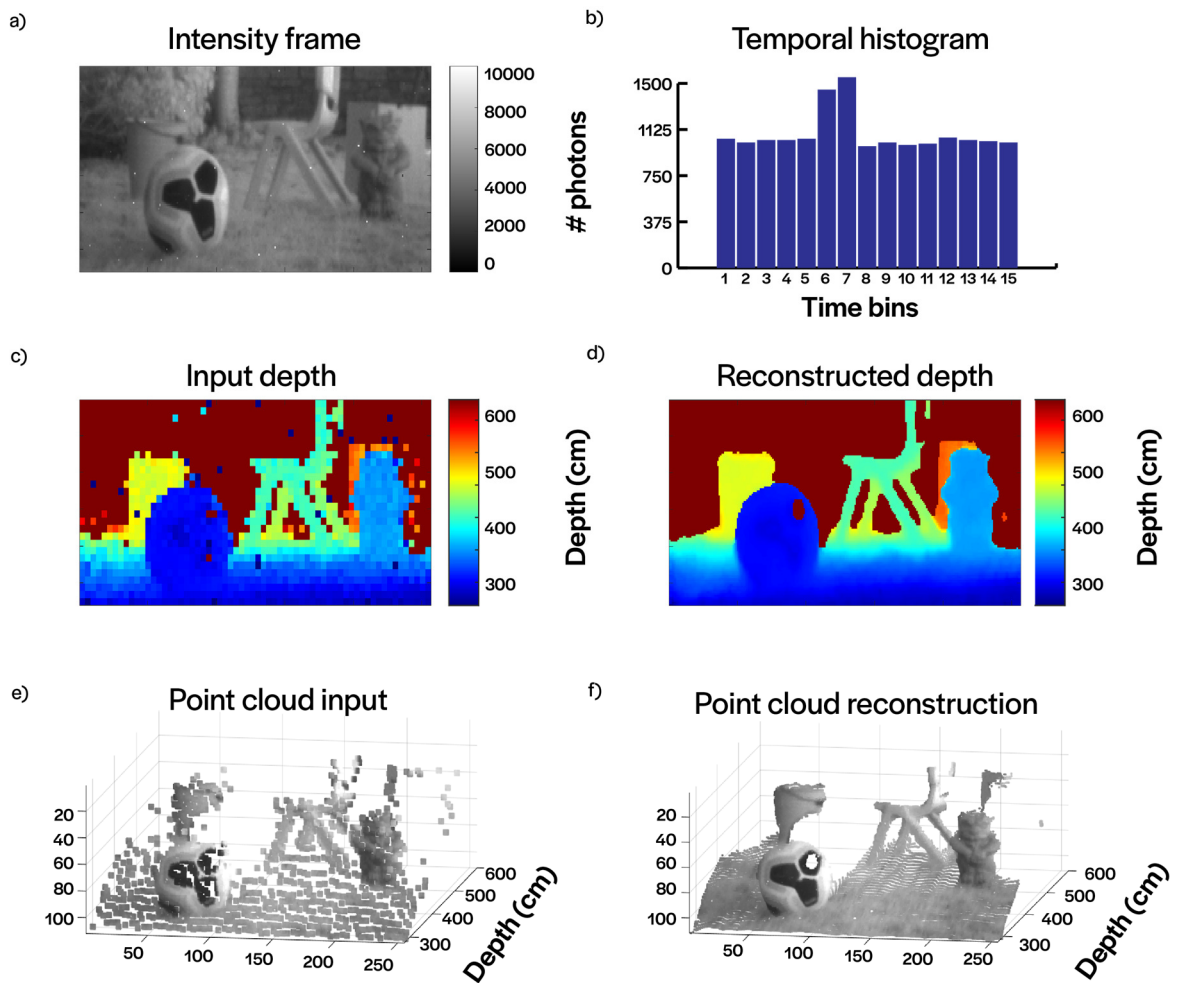 a)
Intensity frame
10000
8000
6000
4000
2000
0
b)
Temporal histogram
# photons
1500
1125
750
375
0
1 2 3 4 5 6 7 8 9 10 11 12 13 14 15
Time bins
c)
Input depth
600
500
400
300
Depth (cm)
d)
Reconstructed depth
600
500
400
300
Depth (cm)
e)
Point cloud input
20
40
60
80
100
50 100 150 200 250
300
400
500
600
Depth (cm)
f)
Point cloud reconstruction
20
40
60
80
100
50 100 150 200 250
300
400
500
600
Depth (cm)